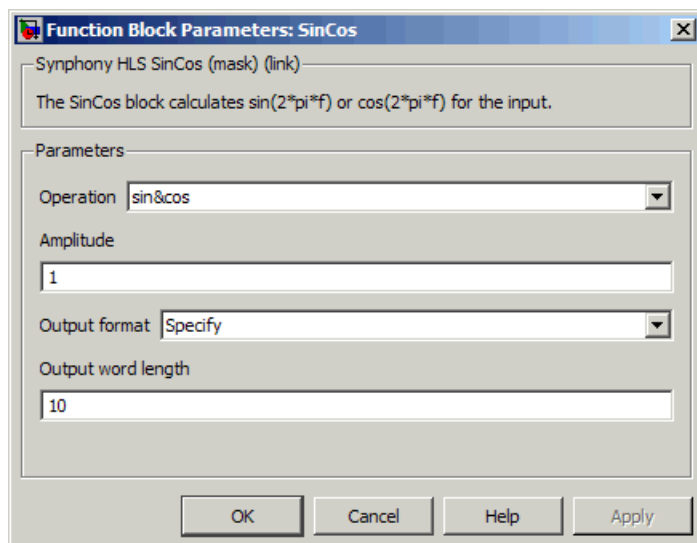 Function Block Parameters: SinCos
Synphony HLS SinCos (mask) (link)
The SinCos block calculates sin(2*pi*f) or cos(2*pi*f) for the input.
Parameters
Operation sin&cos
Amplitude
1
Output format Specify
Output word length
10
OK Cancel Help Apply